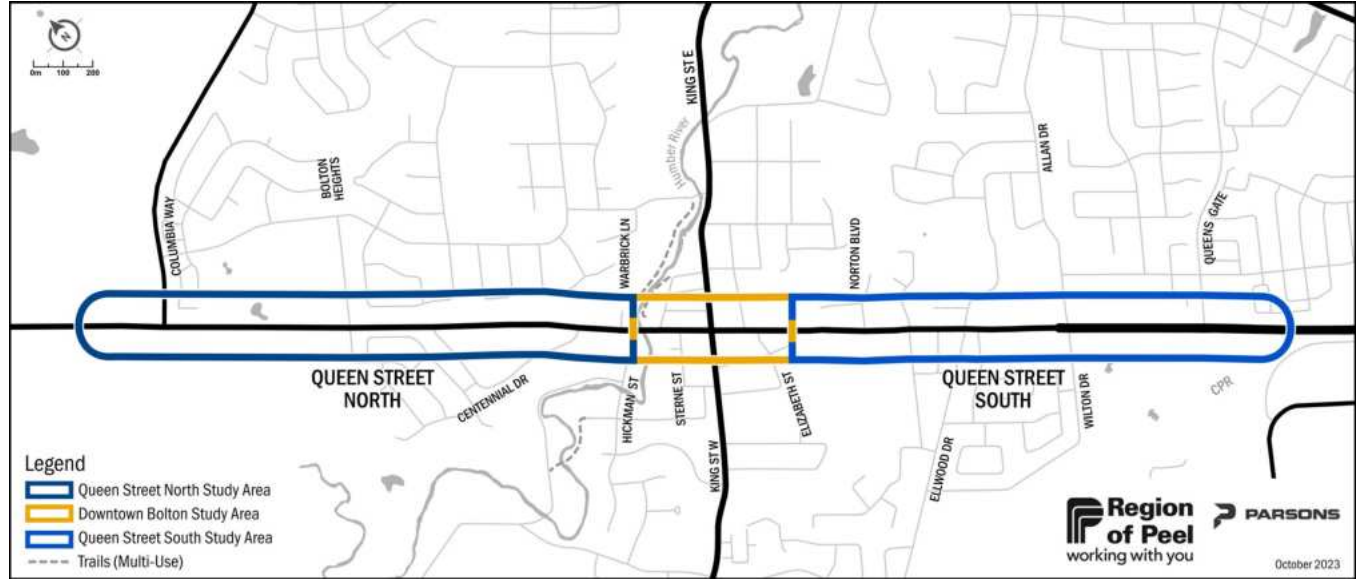 N
0m 100 200
KING ST E
Humber River
COLUMBIA WAY
BOLTON
HEIGHTS
WARBRICK LN
NORTON BLVD
ALLAN DR
QUEENS GATE
QUEEN STREET
NORTH
CENTENNIAL DR
HICKMAN ST
STERNE ST
KING ST W
ELIZABETH ST
ELLWOOD DR
QUEEN STREET
SOUTH
WILTON DR
CPR
Legend
Queen Street North Study Area
Downtown Bolton Study Area
Queen Street South Study Area
Trails (Multi-Use)
Region
of Peel
working with you
PARSONS
October 2023